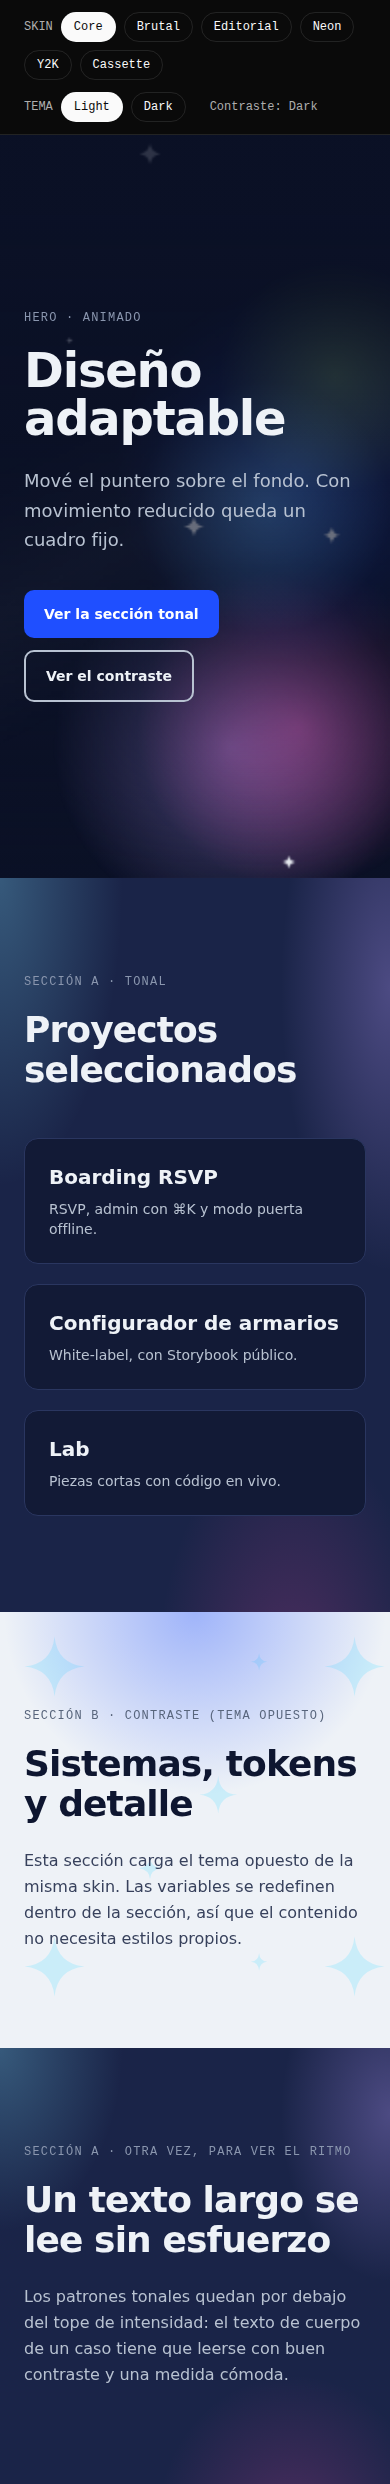 SKIN Core Brutal Editorial Neon
Y2K Cassette
TEMA Light Dark Contraste: Dark
HERO · ANIMADO
Diseño
adaptable
Mové el puntero sobre el fondo. Con
movimiento reducido queda un
cuadro fijo.
Ver la sección tonal
Ver el contraste
SECCIÓN A · TONAL
Proyectos
seleccionados
Boarding RSVP
RSVP, admin con ⌘K y modo puerta
offline.
Configurador de armarios
White-label, con Storybook público.
Lab
Piezas cortas con código en vivo.
SECCIÓN B · CONTRASTE (TEMA OPUESTO)
Sistemas, tokens
y detalle
Esta sección carga el tema opuesto de la
misma skin. Las variables se redefinen
dentro de la sección, así que el contenido
no necesita estilos propios.
SECCIÓN A · OTRA VEZ, PARA VER EL RITMO
Un texto largo se
lee sin esfuerzo
Los patrones tonales quedan por debajo
del tope de intensidad: el texto de cuerpo
de un caso tiene que leerse con buen
contraste y una medida cómoda.